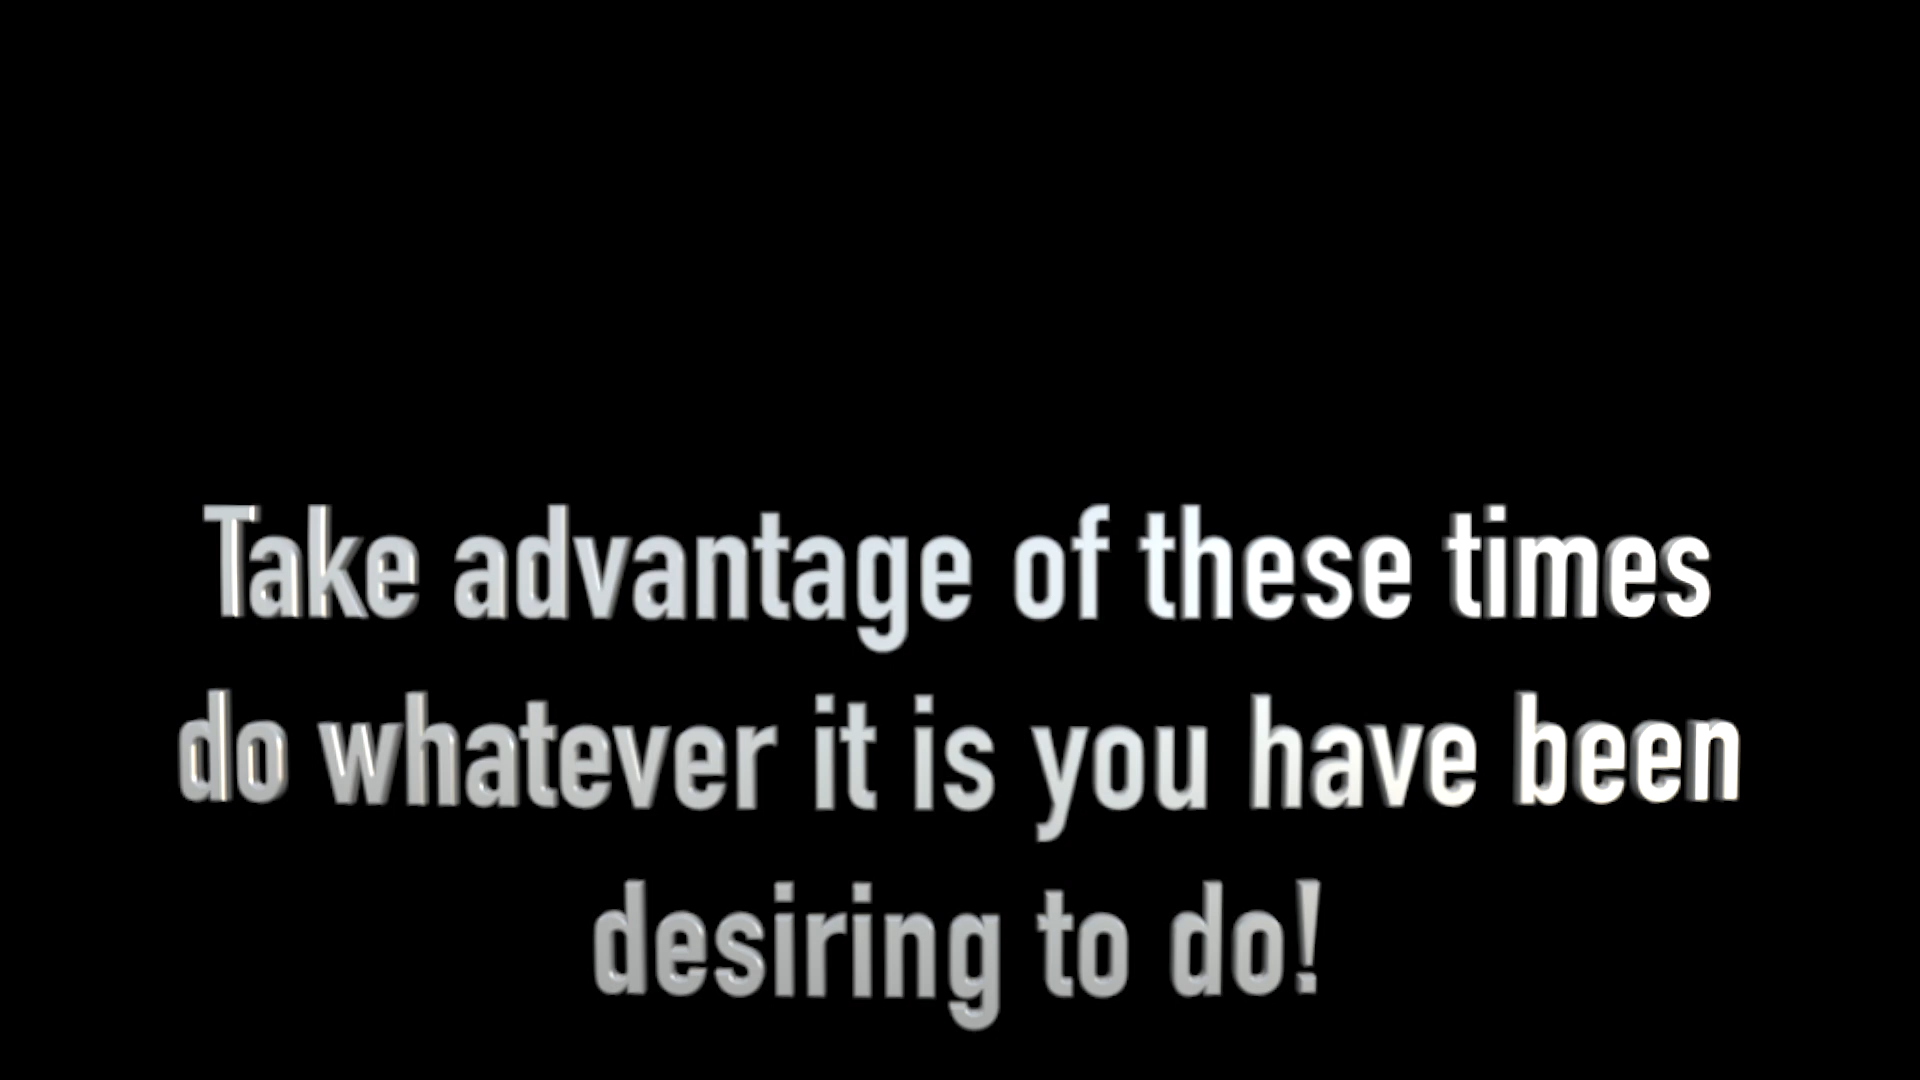 Take advantage of these times
do whatever it is you have been
desiring to do!